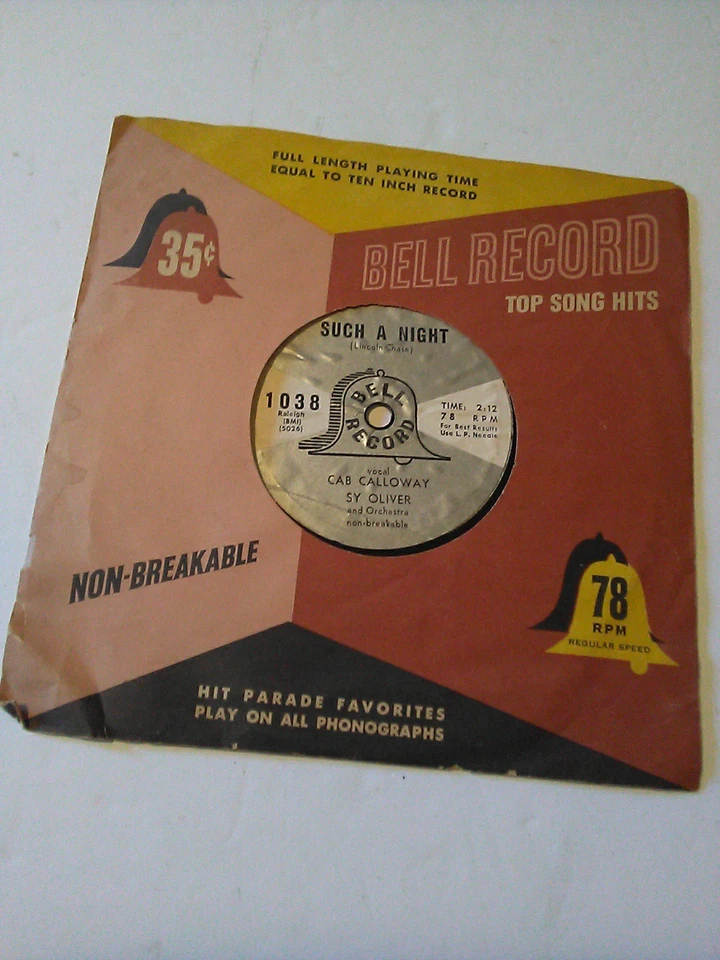 FULL LENGTH PLAYING TIME
EQUAL TO TEN INCH RECORD
35¢
BELL RECORD
TOP SONG HITS
SUCH A NIGHT
(Lincoln Chase)
1038
Raleigh
(BMI)
(5026)
BELL
RECORD
TIME: 2:12
78 RPM
For Best Results
Use L.P. Needle
vocal
CAB CALLOWAY
SY OLIVER
and Orchestra
non-breakable
NON-BREAKABLE
78
RPM
REGULAR SPEED
HIT PARADE FAVORITES
PLAY ON ALL PHONOGRAPHS